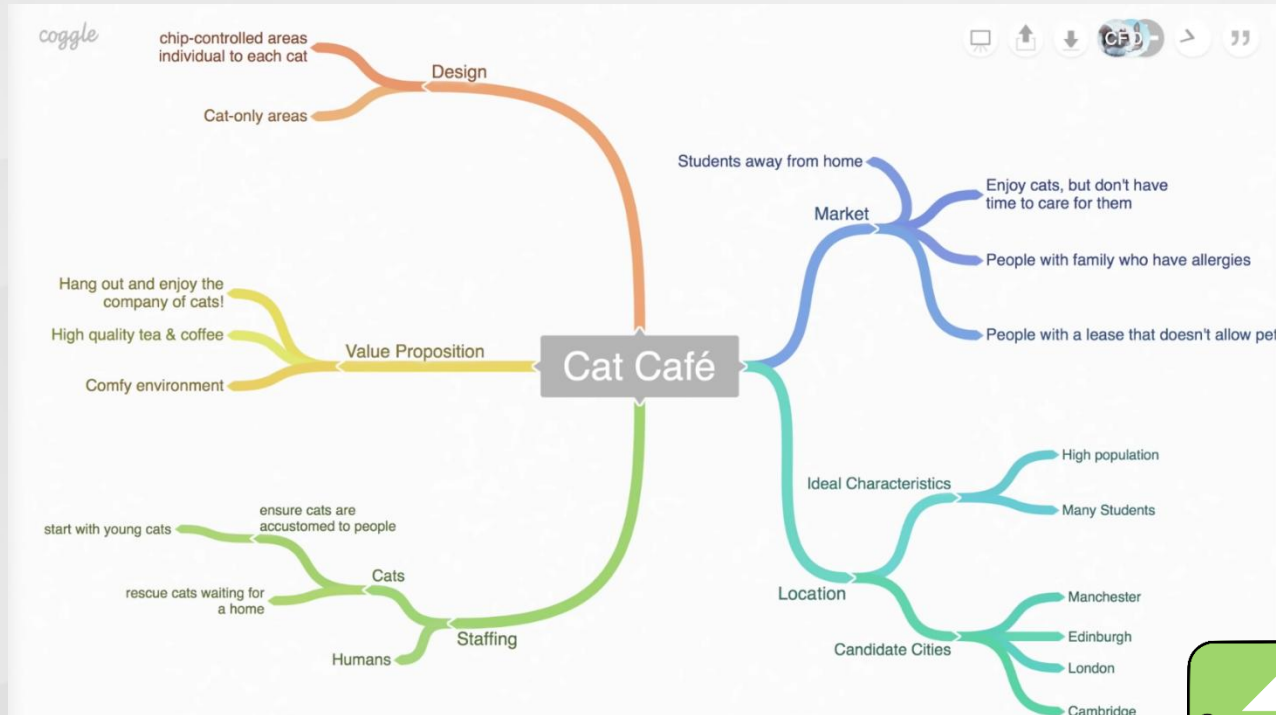 coggle
chip-controlled areas
individual to each cat
Design
Cat-only areas
CFD
Students away from home
Enjoy cats, but don't have
time to care for them
Market
People with family who have allergies
People with a lease that doesn't allow pet
Hang out and enjoy the
company of cats!
High quality tea & coffee
Value Proposition
Comfy environment
Cat Café
High population
Ideal Characteristics
Many Students
Location
Manchester
Candidate Cities
Edinburgh
London
Cambridge
ensure cats are
accustomed to people
start with young cats
Cats
rescue cats waiting for
a home
Staffing
Humans